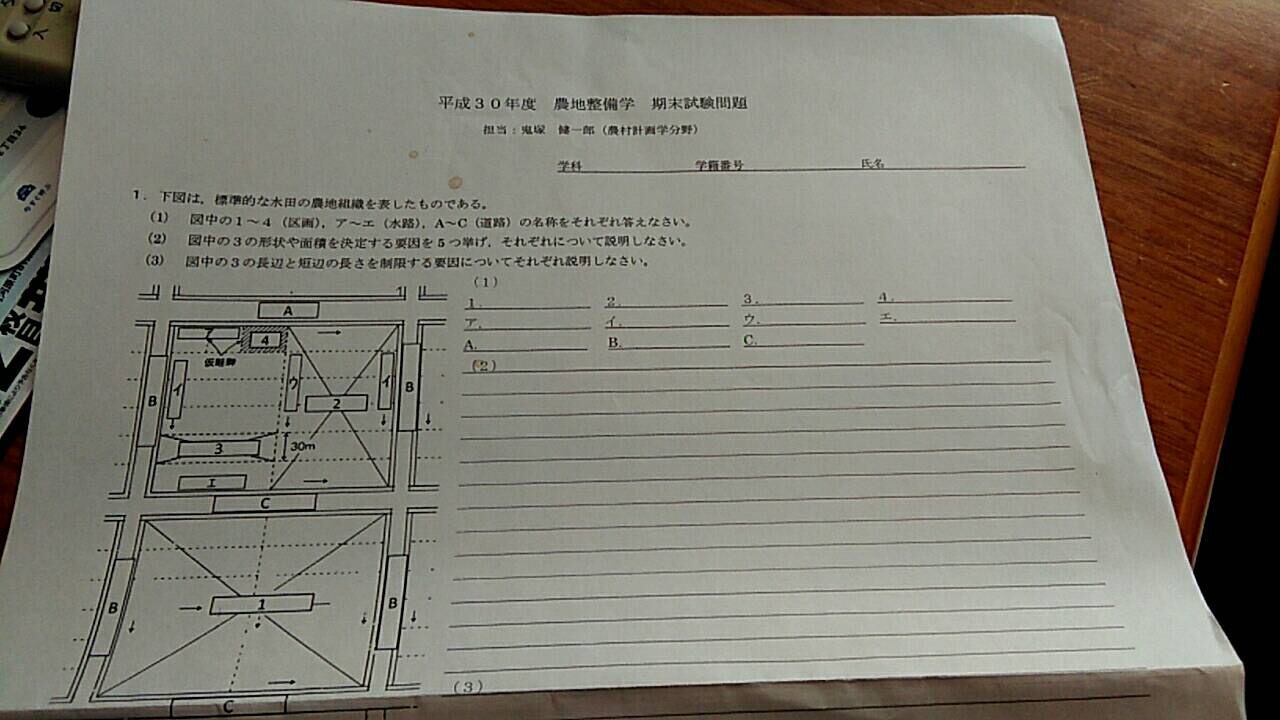 平成30年度　農地整備学　期末試験問題
担当：鬼塚　健一郎（農村計画学分野）
学科　学籍番号　氏名
1．下図は，標準的な水田の農地組織を表したものである。
(1)　図中の1～4（区画），ア～エ（水路），A～C（道路）の名称をそれぞれ答えなさい。
(2)　図中の3の形状や面積を決定する要因を5つ挙げ，それぞれについて説明しなさい。
(3)　図中の3の長辺と短辺の長さを制限する要因についてそれぞれ説明しなさい。
(1)
1.　2.　3.　4.
ア.　イ.　ウ.　エ.
A.　B.　C.
(2)
(3)
A
ア
4
B
イ
ウ
2
イ
B
3
30m
エ
C
B
1
B
C